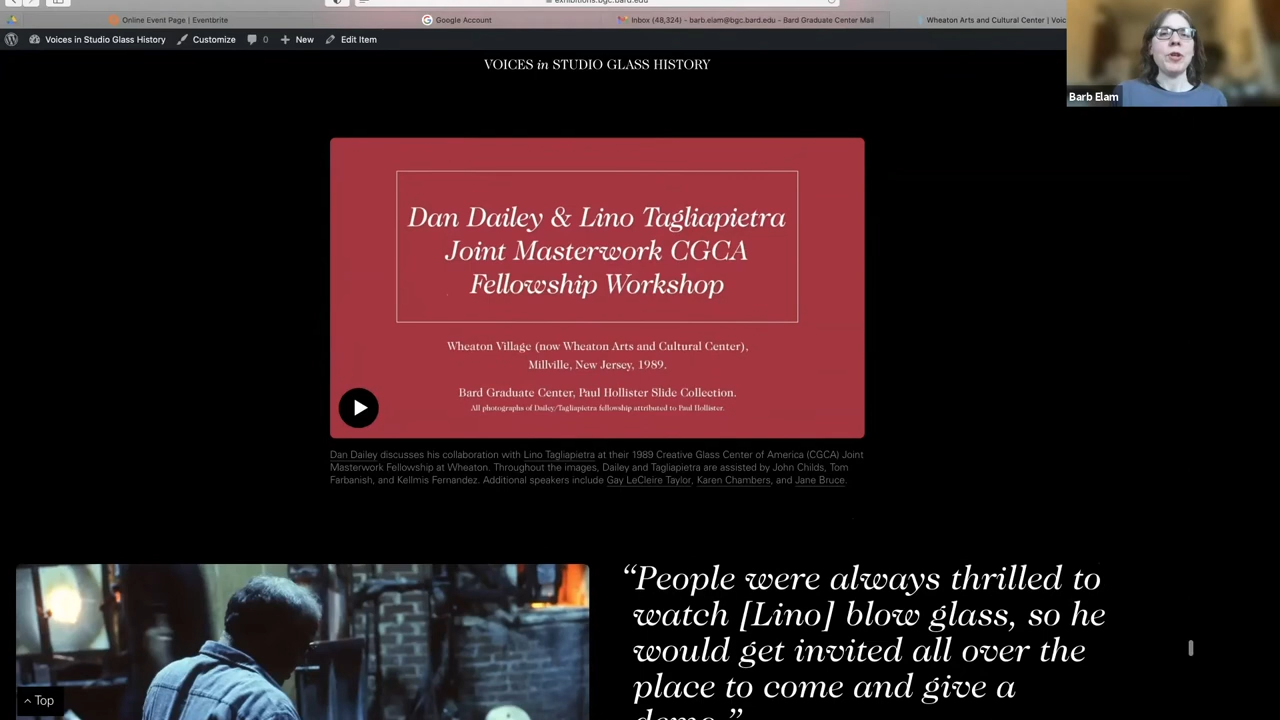 exhibitions.bgc.bard.edu
Online Event Page | Eventbrite
Google Account
Inbox (48,324) - barb.elam@bgc.bard.edu - Bard Graduate Center Mail
Wheaton Arts and Cultural Center | Voic
Voices in Studio Glass History
Customize
0
New
Edit Item
VOICES in STUDIO GLASS HISTORY
Barb Elam
Dan Dailey & Lino Tagliapietra
Joint Masterwork CGCA
Fellowship Workshop
Wheaton Village (now Wheaton Arts and Cultural Center),
Millville, New Jersey, 1989.
Bard Graduate Center, Paul Hollister Slide Collection.
All photographs of Dailey/Tagliapietra fellowship attributed to Paul Hollister.
Dan Dailey discusses his collaboration with Lino Tagliapietra at their 1989 Creative Glass Center of America (CGCA) Joint
Masterwork Fellowship at Wheaton. Throughout the images, Dailey and Tagliapietra are assisted by John Childs, Tom
Farbanish, and Kellmis Fernandez. Additional speakers include Gay LeCleire Taylor, Karen Chambers, and Jane Bruce.
“People were always thrilled to
watch [Lino] blow glass, so he
would get invited all over the
place to come and give a
demo.”
Top